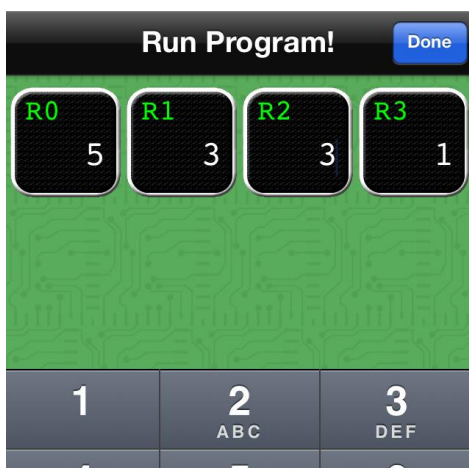 Run Program!
Done
R0 R1 R2 R3
5 3 3 1
1 2 3
ABC DEF